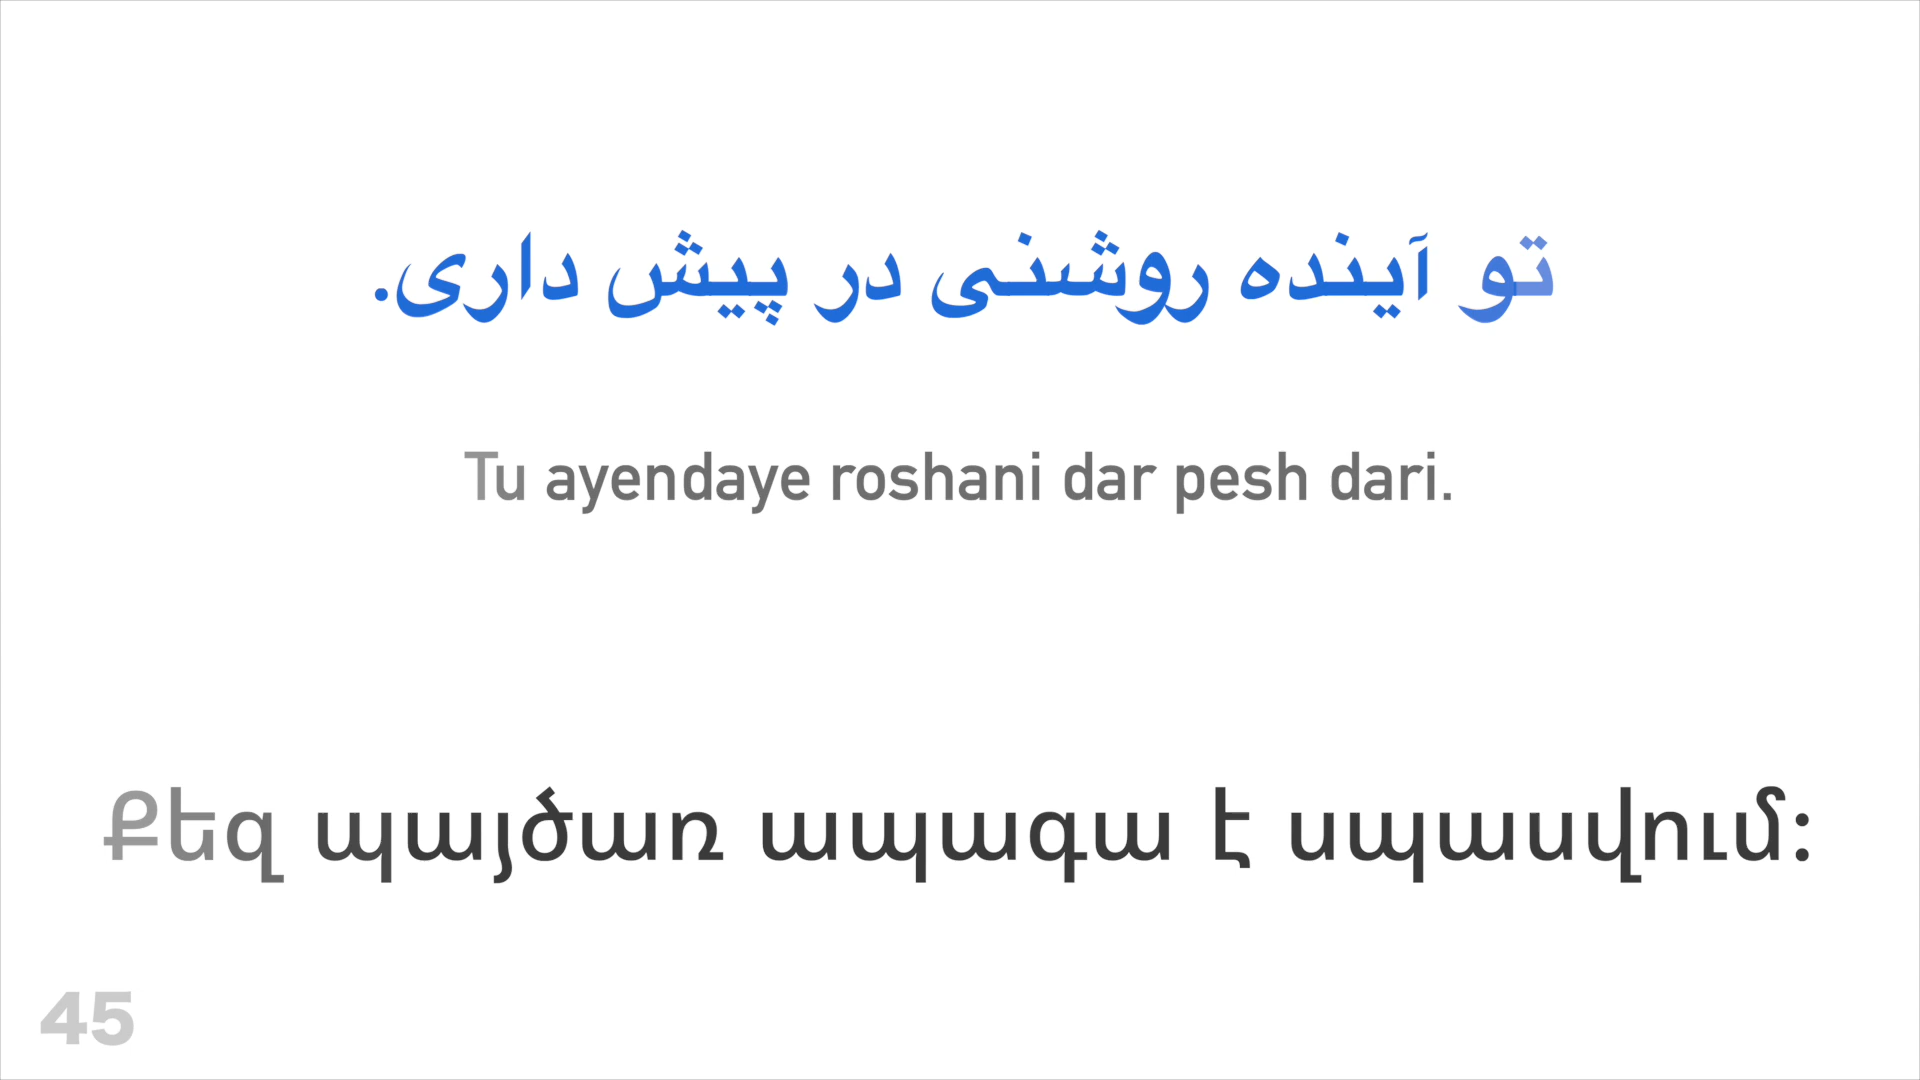 تو آینده روشنی در پیش داری.
Tu ayendaye roshani dar pesh dari.
Քեզ պայծառ ապագա է սպասվում:
45